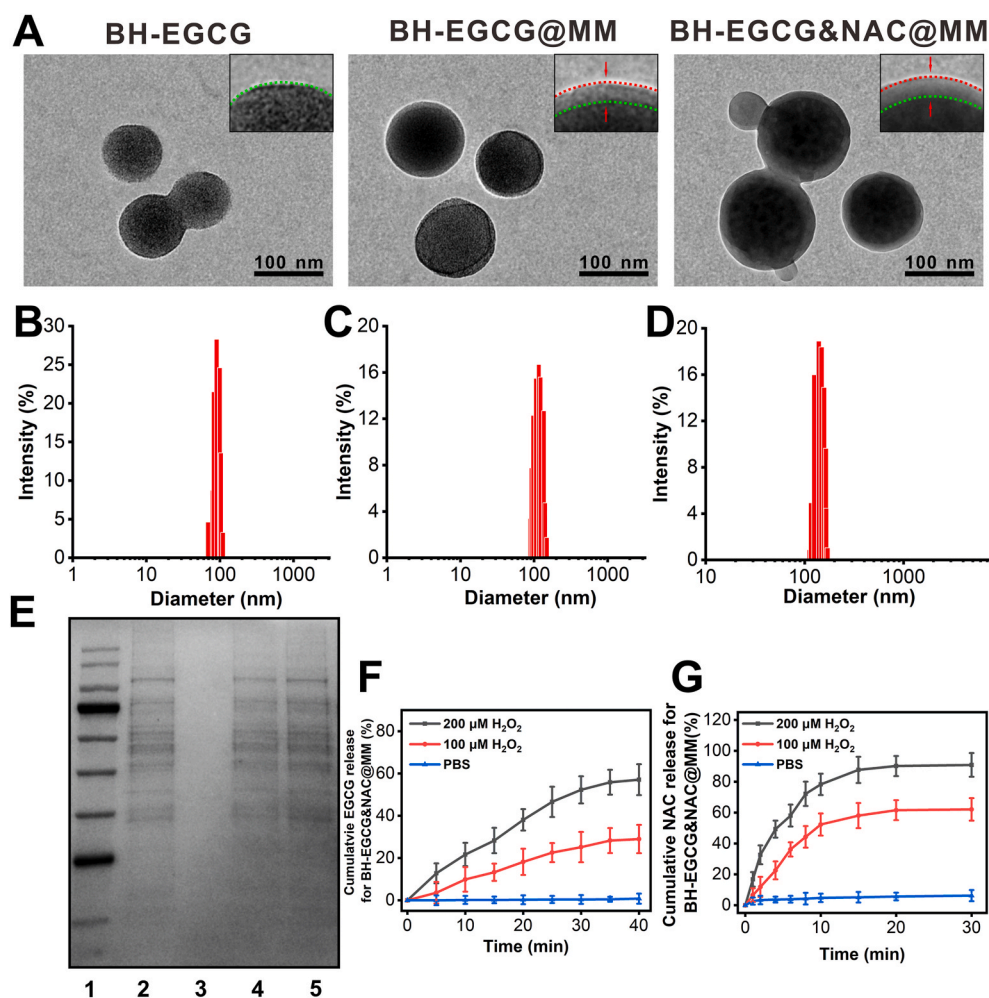 A
BH-EGCG
BH-EGCG@MM
BH-EGCG&NAC@MM
100 nm
100 nm
100 nm
B
30
25
20
15
10
5
0
Intensity (%)
1
10
100
1000
Diameter (nm)
C
20
16
12
8
4
0
Intensity (%)
1
10
100
1000
Diameter (nm)
D
20
16
12
8
4
0
Intensity (%)
10
100
1000
Diameter (nm)
E
1
2
3
4
5
F
Cumulatvie EGCG release
for BH-EGCG&NAC@MM (%)
80
60
40
20
0
200 μM H₂O₂
100 μM H₂O₂
PBS
0
10
20
30
40
Time (min)
G
Cumulative NAC release for
BH-EGCG&NAC@MM(%)
120
100
80
60
40
20
0
200 μM H₂O₂
100 μM H₂O₂
PBS
0
10
20
30
Time (min)